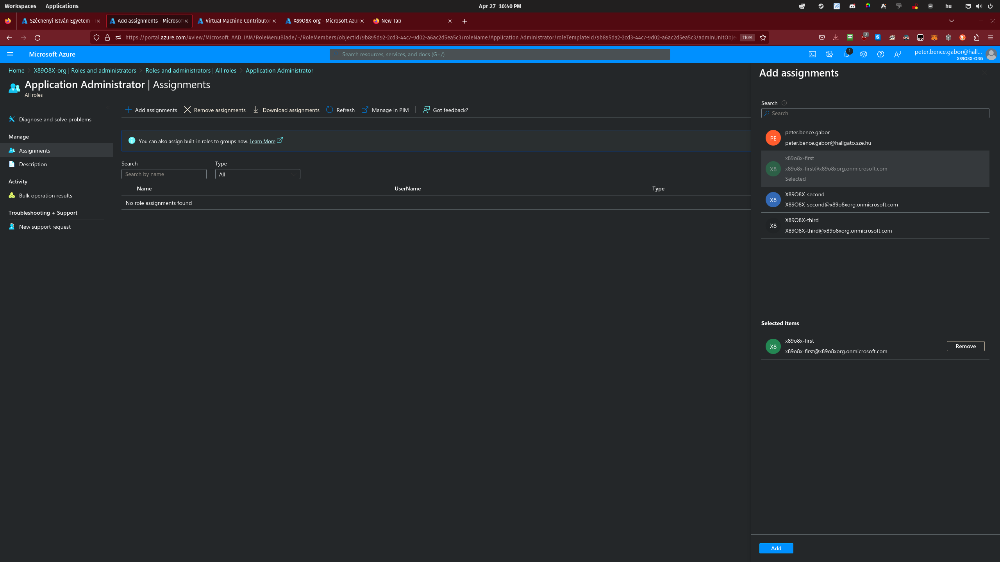 Workspaces Applications Apr 27 10:40 PM hu
Széchenyi István Egyetem - Add assignments - Microsoft Virtual Machine Contributor X89O8X-org - Microsoft Azur New Tab
https://portal.azure.com/#view/Microsoft_AAD_IAM/RoleMenuBlade/~/RoleMembers/objectId/9b895d92-2cd3-44c7-9d02-a6ac2d5ea5c3/roleName/Application Administrator/roleTemplateId/9b895d92-2cd3-44c7-9d02-a6ac2d5ea5c3/adminUnitObje 110% 3
Microsoft Azure Search resources, services, and docs (G+/) 1 peter.bence.gabor@hall...
X89O8X-ORG
Home X89O8X-org | Roles and administrators Roles and administrators | All roles Application Administrator
Application Administrator | Assignments
All roles
Diagnose and solve problems
Manage
Assignments
Description
Activity
Bulk operation results
Troubleshooting + Support
New support request
Add assignments Remove assignments Download assignments Refresh Manage in PIM Got feedback?
You can also assign built-in roles to groups now. Learn More
Search Type
Search by name All
Name UserName Type
No role assignments found
Add assignments
Search
Search
PE peter.bence.gabor
peter.bence.gabor@hallgato.sze.hu
X8 x89o8x-first
x89o8x-first@x89o8xorg.onmicrosoft.com
Selected
X8 X89O8X-second
X89O8X-second@x89o8xorg.onmicrosoft.com
X8 X89O8X-third
X89O8X-third@x89o8xorg.onmicrosoft.com
Selected items
X8 x89o8x-first
x89o8x-first@x89o8xorg.onmicrosoft.com
Remove
Add